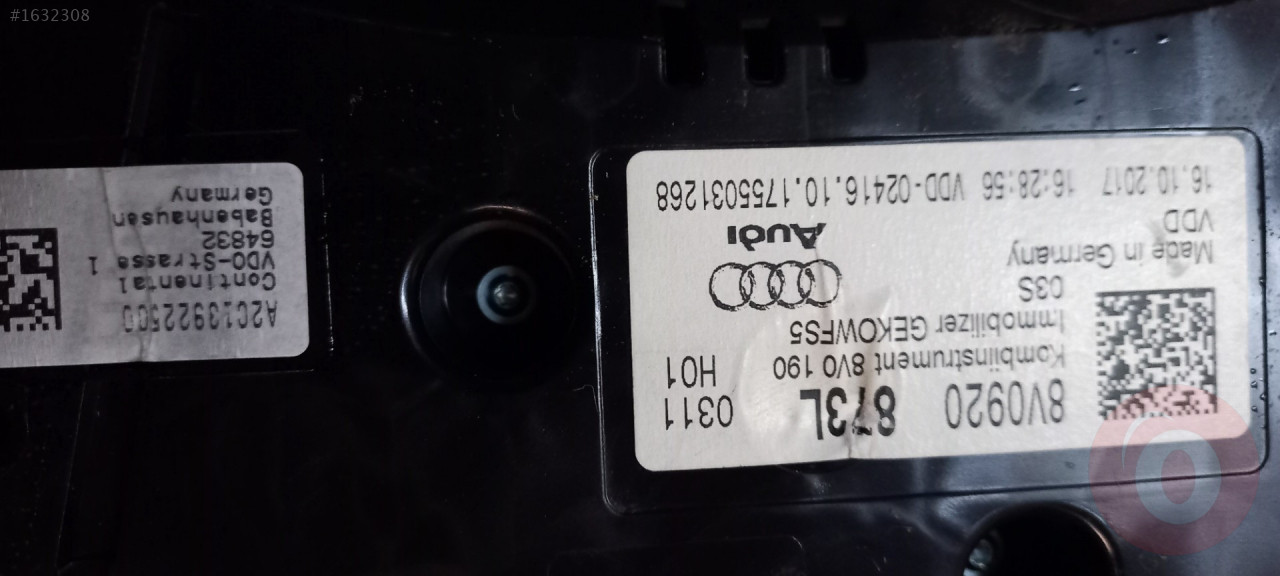 #1632308
8V0920 873L 0311
Kombiinstrument 8V0 190 H01
Immobilizer GEKOWFS5
03S
Made in Germany
VDD
Audi
16.10.2017 16:28:56 VDD-02416.10.1755031268
A2C13922500
Continental
VDO-Strasse 1
64832
Babenhausen
Germany